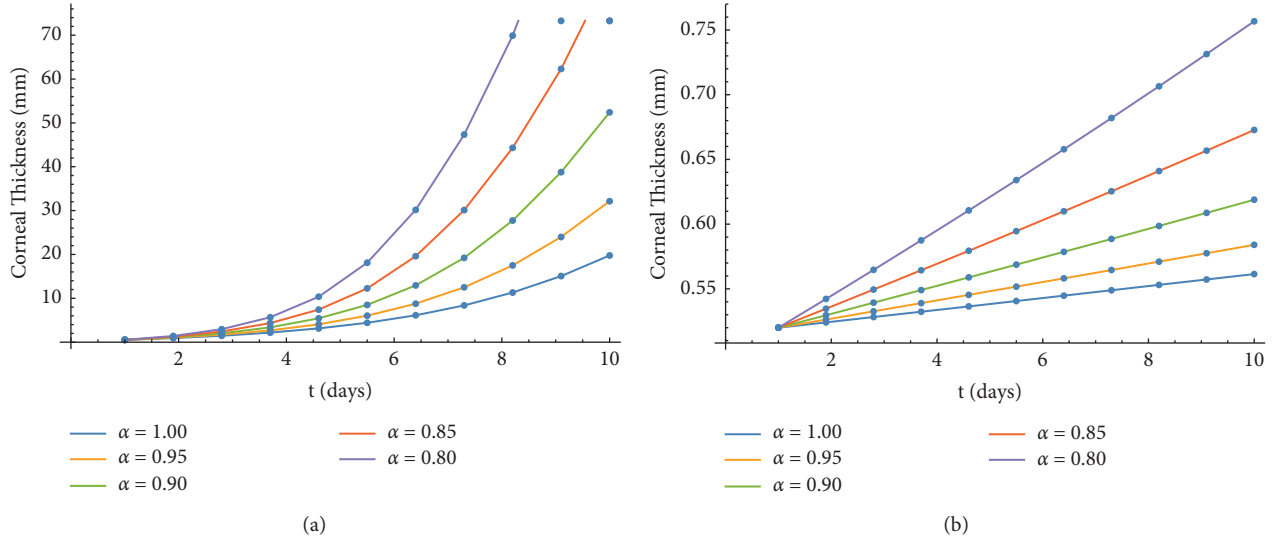 70
60
50
40
30
20
10
Corneal Thickness (mm)
2 4 6 8 10
t (days)
α = 1.00
α = 0.95
α = 0.90
α = 0.85
α = 0.80
(a)
0.75
0.70
0.65
0.60
0.55
Corneal Thickness (mm)
2 4 6 8 10
t (days)
α = 1.00
α = 0.95
α = 0.90
α = 0.85
α = 0.80
(b)